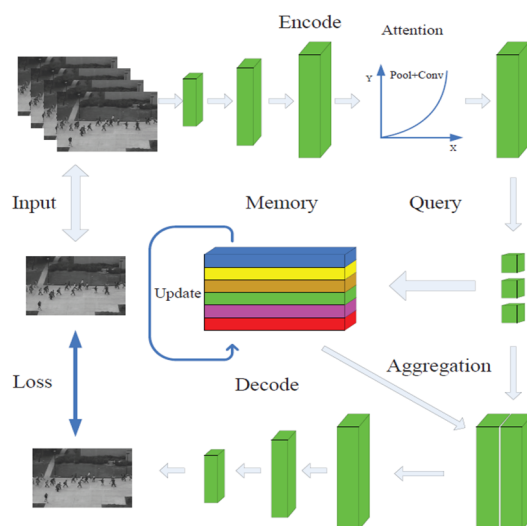 Encode
Attention
Y
Pool+Conv
X
Input
Memory
Query
Update
Loss
Decode
Aggregation